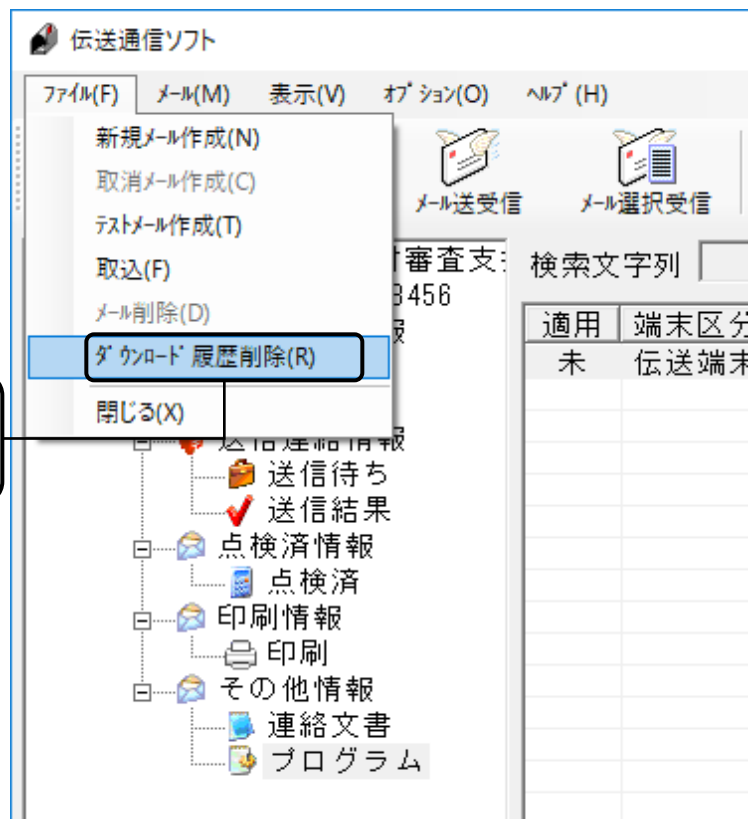 伝送通信ソフト
ﾌｧｲﾙ(F) ﾒｰﾙ(M) 表示(V) ｵﾌﾟｼｮﾝ(O) ﾍﾙﾌﾟ(H)
新規ﾒｰﾙ作成(N)
取消ﾒｰﾙ作成(C)
ﾃｽﾄﾒｰﾙ作成(T)
取込(F)
ﾒｰﾙ削除(D)
ﾀﾞｳﾝﾛｰﾄﾞ履歴削除(R)
閉じる(X)
ﾒｰﾙ送受信 ﾒｰﾙ選択受信
審査支
3456
報
検索文字列
適用 端末区分
未 伝送端末
送信連絡情報
送信待ち
送信結果
点検済情報
点検済
印刷情報
印刷
その他情報
連絡文書
プログラム